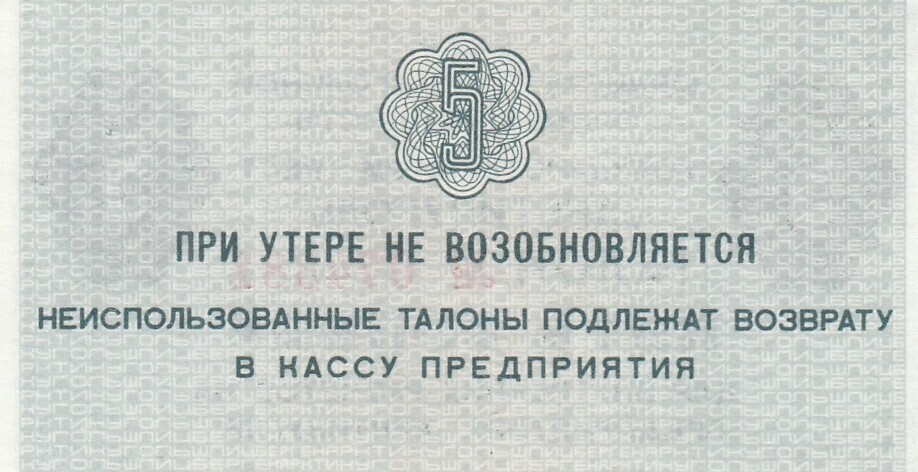 5
ПРИ УТЕРЕ НЕ ВОЗОБНОВЛЯЕТСЯ
НЕИСПОЛЬЗОВАННЫЕ ТАЛОНЫ ПОДЛЕЖАТ ВОЗВРАТУ
В КАССУ ПРЕДПРИЯТИЯ